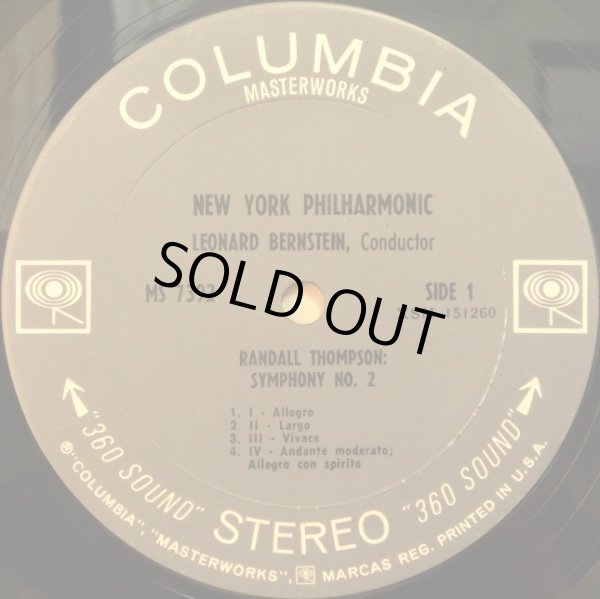 COLUMBIA
MASTERWORKS
NEW YORK PHILHARMONIC
LEONARD BERNSTEIN, Conductor
SOLD OUT
SIDE 1
151260
RANDALL THOMPSON:
SYMPHONY NO. 2
1. I - Allegro
2. II - Largo
3. III - Vivace
4. IV - Andante moderato;
Allegro con spirito
"360 SOUND" STEREO "360 SOUND"
® "COLUMBIA", "MASTERWORKS", MARCAS REG. PRINTED IN U.S.A.